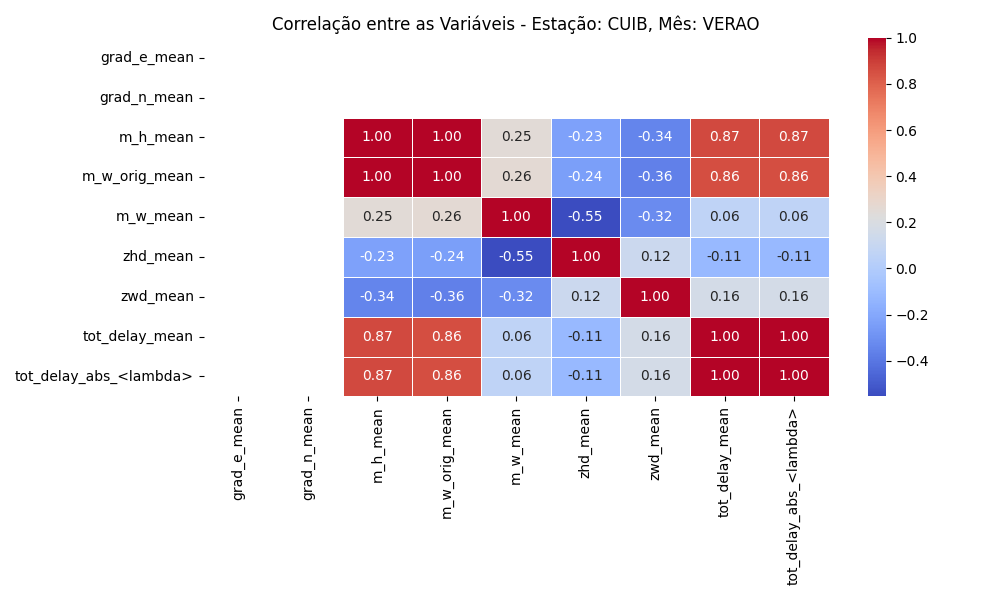 Correlação entre as Variáveis - Estação: CUIB, Mês: VERAO
grad_e_mean
grad_n_mean
m_h_mean 1.00 1.00 0.25 -0.23 -0.34 0.87 0.87
m_w_orig_mean 1.00 1.00 0.26 -0.24 -0.36 0.86 0.86
m_w_mean 0.25 0.26 1.00 -0.55 -0.32 0.06 0.06
zhd_mean -0.23 -0.24 -0.55 1.00 0.12 -0.11 -0.11
zwd_mean -0.34 -0.36 -0.32 0.12 1.00 0.16 0.16
tot_delay_mean 0.87 0.86 0.06 -0.11 0.16 1.00 1.00
tot_delay_abs_<lambda> 0.87 0.86 0.06 -0.11 0.16 1.00 1.00
grad_e_mean
grad_n_mean
m_h_mean
m_w_orig_mean
m_w_mean
zhd_mean
zwd_mean
tot_delay_mean
tot_delay_abs_<lambda>
1.0
0.8
0.6
0.4
0.2
0.0
−0.2
−0.4